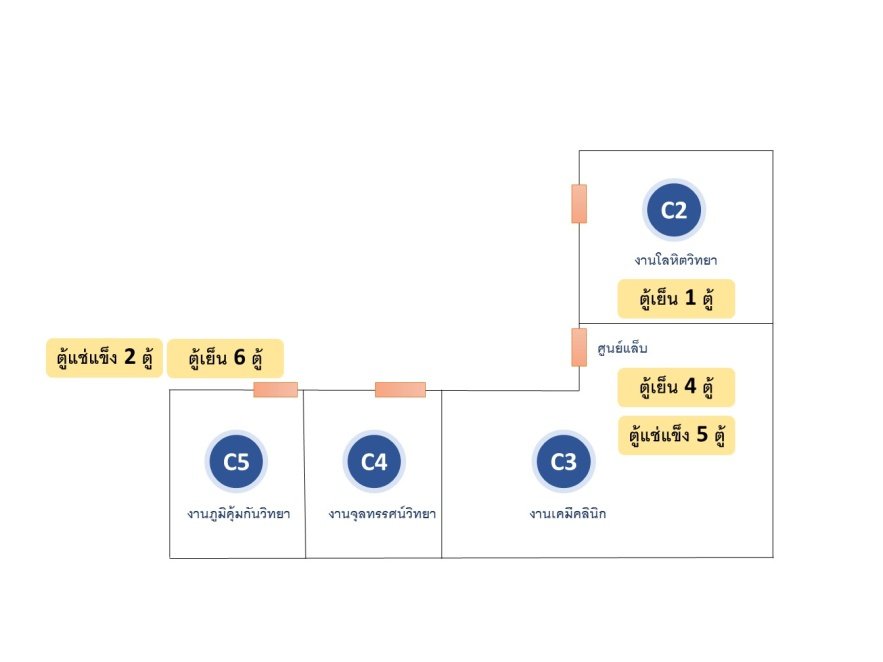 C2
งานโลหิตวิทยา
ตู้เย็น 1 ตู้
ศูนย์แล็บ
ตู้แช่แข็ง 2 ตู้
ตู้เย็น 6 ตู้
ตู้เย็น 4 ตู้
ตู้แช่แข็ง 5 ตู้
C5
C4
C3
งานภูมิคุ้มกันวิทยา
งานจุลทรรศน์วิทยา
งานเคมีคลินิก